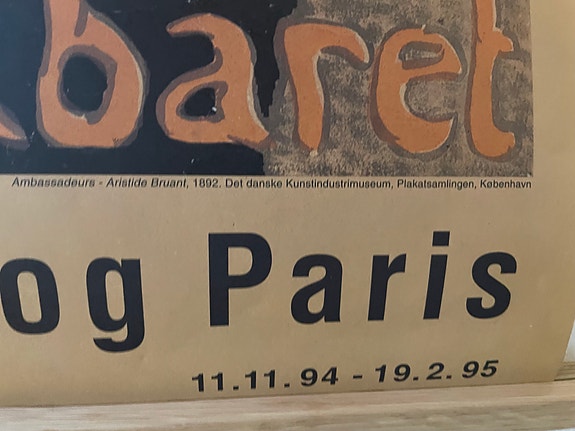 baret
Ambassadeurs - Aristide Bruant, 1892. Det danske Kunstindustrimuseum, Plakatsamlingen, København
og Paris
11.11.94 - 19.2.95